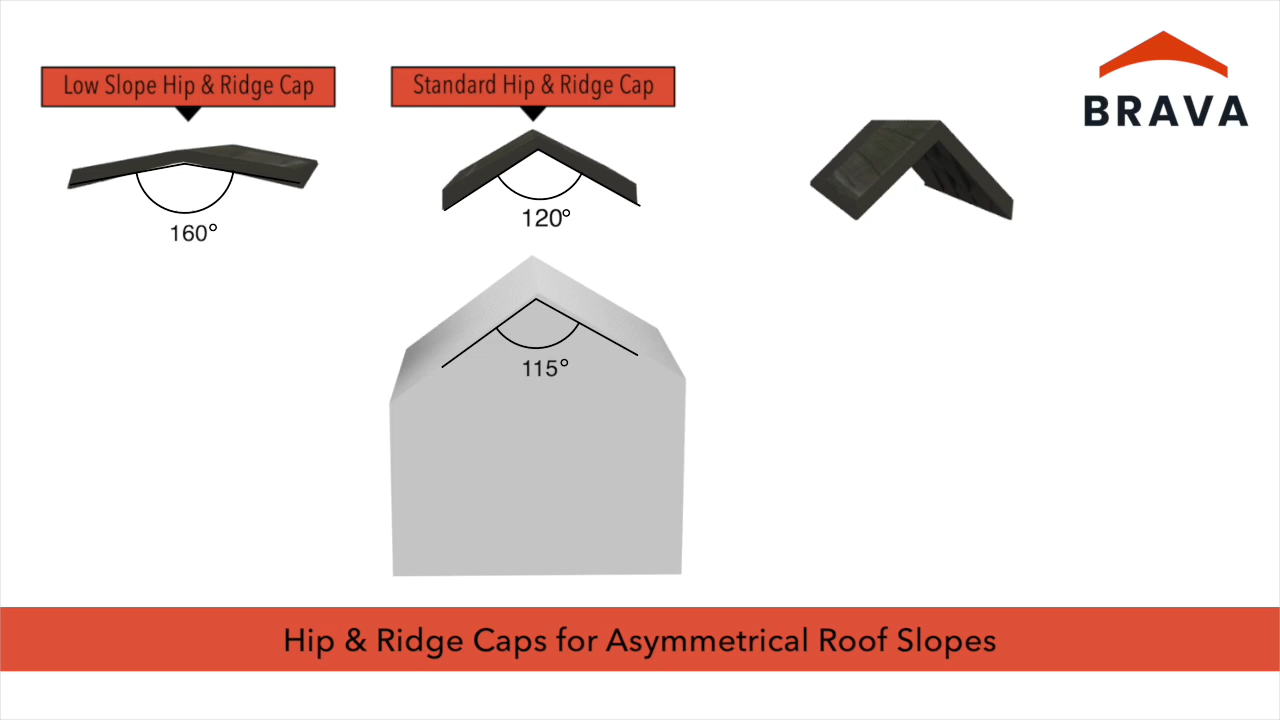 Low Slope Hip & Ridge Cap
Standard Hip & Ridge Cap
BRAVA
160°
120°
115°
Hip & Ridge Caps for Asymmetrical Roof Slopes